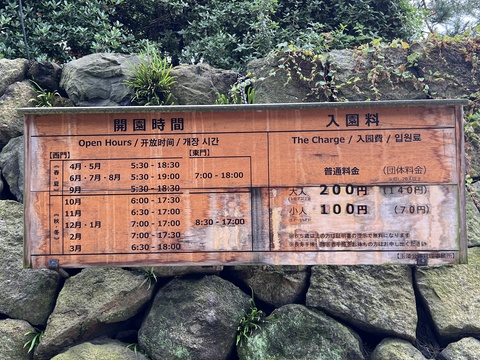 開園時間
Open Hours / 开放时间 / 개장 시간
[西門] [東門]
(春・夏)
4月・5月 5:30 - 18:30
6月・7月・8月 5:30 - 19:00 7:00 - 18:00
9月 5:30 - 18:30
(秋・冬)
10月 6:00 - 17:30
11月 6:30 - 17:00
12月・1月 7:00 - 17:00 8:30 - 17:00
2月 7:00 - 17:30
3月 6:30 - 18:00
入園料
The Charge / 入园費 / 입원료
普通料金 (団体料金)
大人 200円 (140円)
小人 100円 (70円)